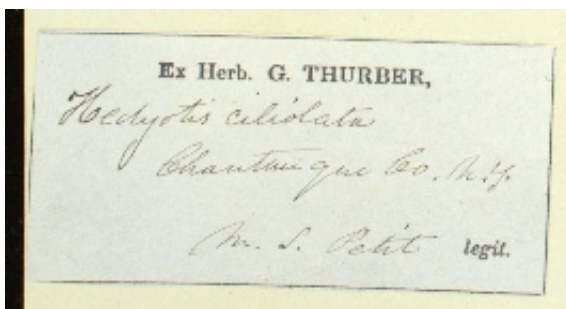 Ex Herb. G. THURBER,
Hedyotis ciliolata
Chautauque Co. N.Y.
M. S. Petit legit.